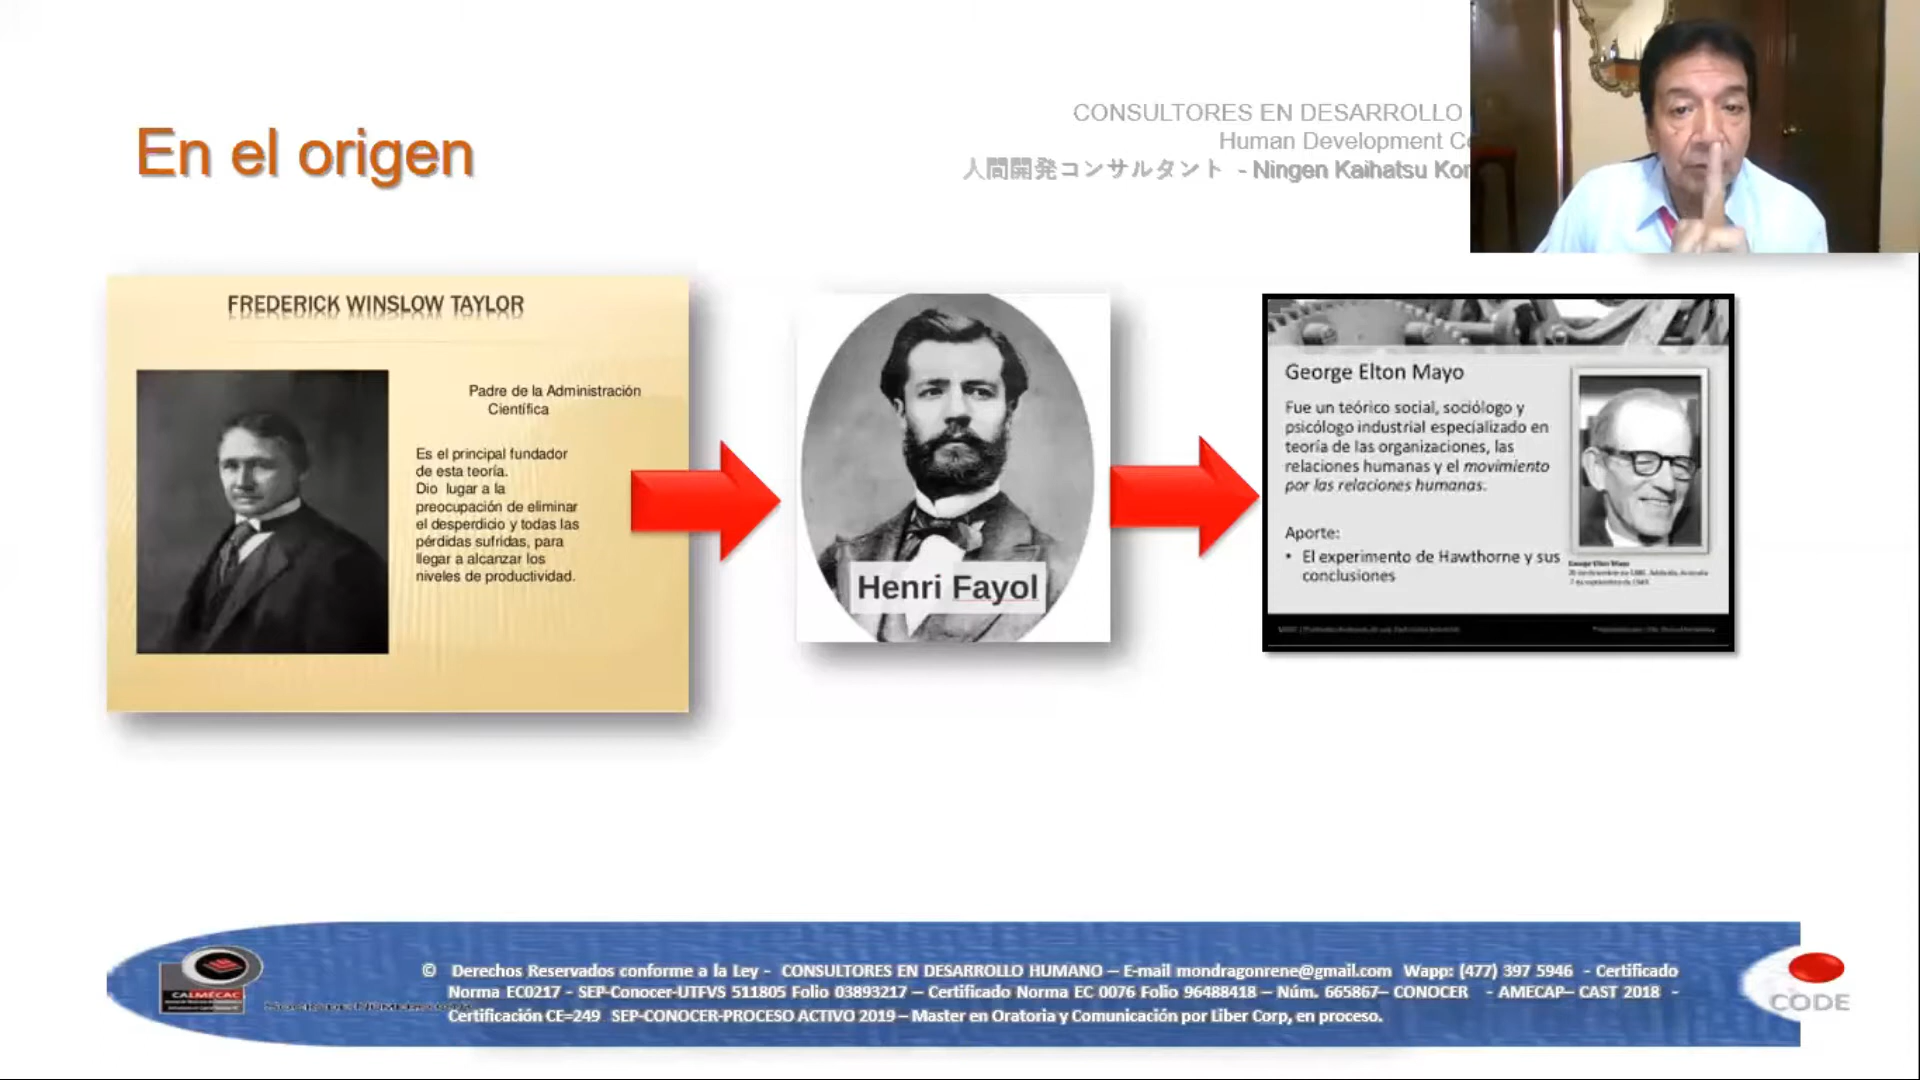 CONSULTORES EN DESARROLLO
Human Development
人間開発コンサルタント - Ningen Kaihatsu
En el origen
FREDERICK WINSLOW TAYLOR
Padre de la Administración
Científica
Es el principal fundador
de esta teoría.
Dio lugar a la
preocupación de eliminar
el desperdicio y todas las
pérdidas sufridas, para
llegar a alcanzar los
niveles de productividad.
Henri Fayol
George Elton Mayo
Fue un teórico social, sociólogo y
psicólogo industrial especializado en
teoría de las organizaciones, las
relaciones humanas y el movimiento
por las relaciones humanas.
Aporte:
• El experimento de Hawthorne y sus
conclusiones
George Elton Mayo
CALMÉCAC
© Derechos Reservados conforme a la Ley - CONSULTORES EN DESARROLLO HUMANO – E-mail mondragonrene@gmail.com Wapp: (477) 397 5946 - Certificado
Norma EC0217 - SEP-Conocer-UTFVS 511805 Folio 03893217 – Certificado Norma EC 0076 Folio 96488418 – Núm. 665867– CONOCER - AMECAP– CAST 2018 -
Certificación CE=249 SEP-CONOCER-PROCESO ACTIVO 2019 – Master en Oratoria y Comunicación por Liber Corp, en proceso.
CODE